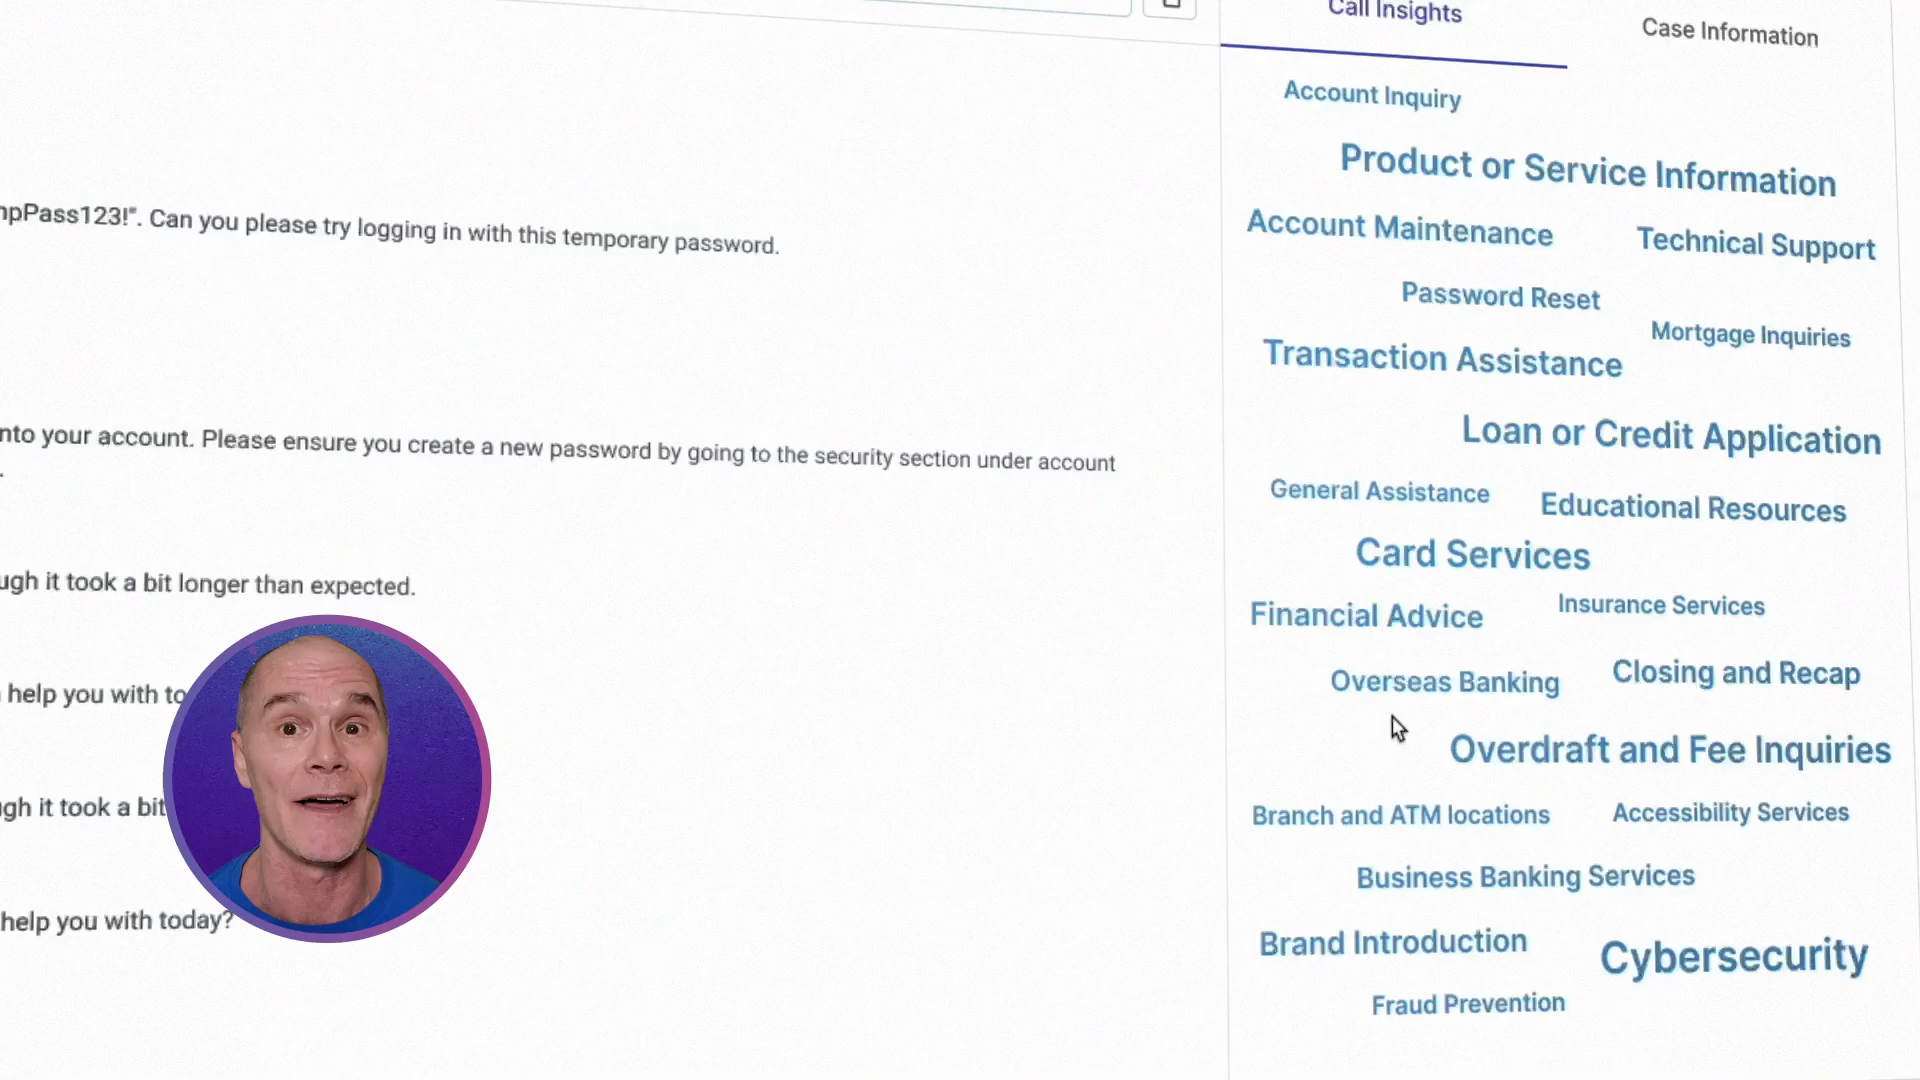 Call Insights
Case Information
npPass123!". Can you please try logging in with this temporary password.
nto your account. Please ensure you create a new password by going to the security section under account
ugh it took a bit longer than expected.
help you with to
gh it took a bit
help you with today?
Account Inquiry
Product or Service Information
Account Maintenance
Technical Support
Password Reset
Mortgage Inquiries
Transaction Assistance
Loan or Credit Application
General Assistance
Educational Resources
Card Services
Financial Advice
Insurance Services
Overseas Banking
Closing and Recap
Overdraft and Fee Inquiries
Branch and ATM locations
Accessibility Services
Business Banking Services
Brand Introduction
Cybersecurity
Fraud Prevention